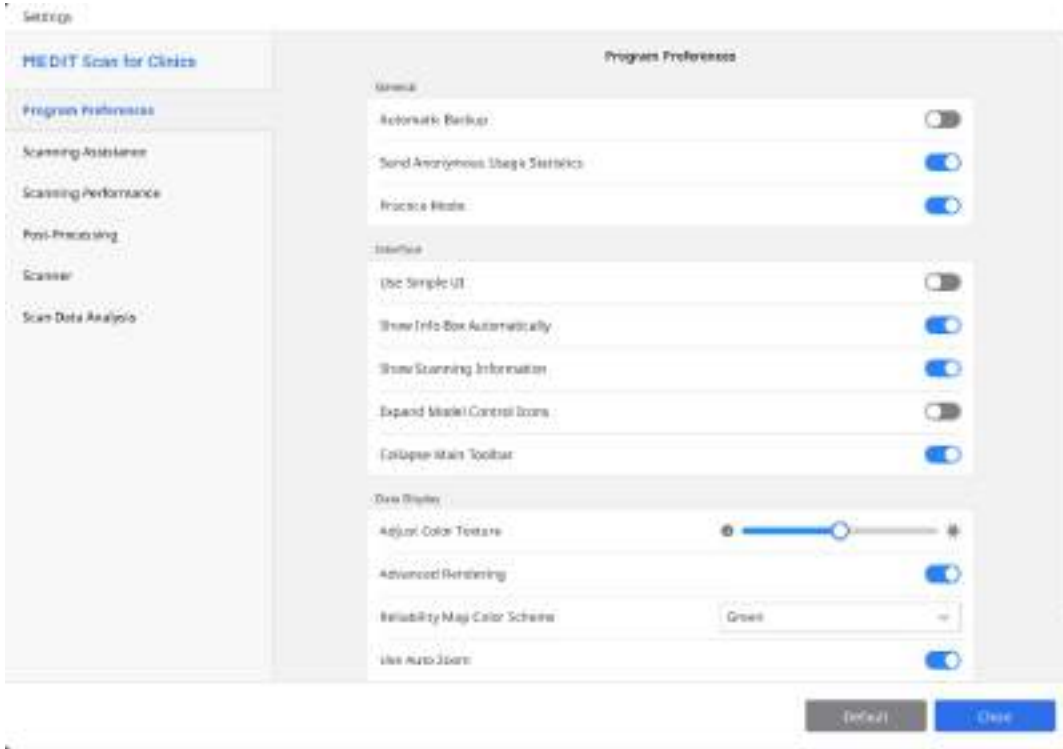 Settings
MEDIT Scan for Clinics
Program Preferences
Scanning Assistance
Scanning Performance
Post-Processing
Scanner
Scan Data Analysis
Program Preferences
General
Automatic Backup
Send Anonymous Usage Statistics
Practice Mode
Interface
Use Simple UI
Show Info Box Automatically
Show Scanning Information
Expand Model Control Icons
Collapse Main Toolbar
Data Display
Adjust Color Texture
Advanced Rendering
Reliability Map Color Scheme
Green
Use Auto Zoom
Default
Close